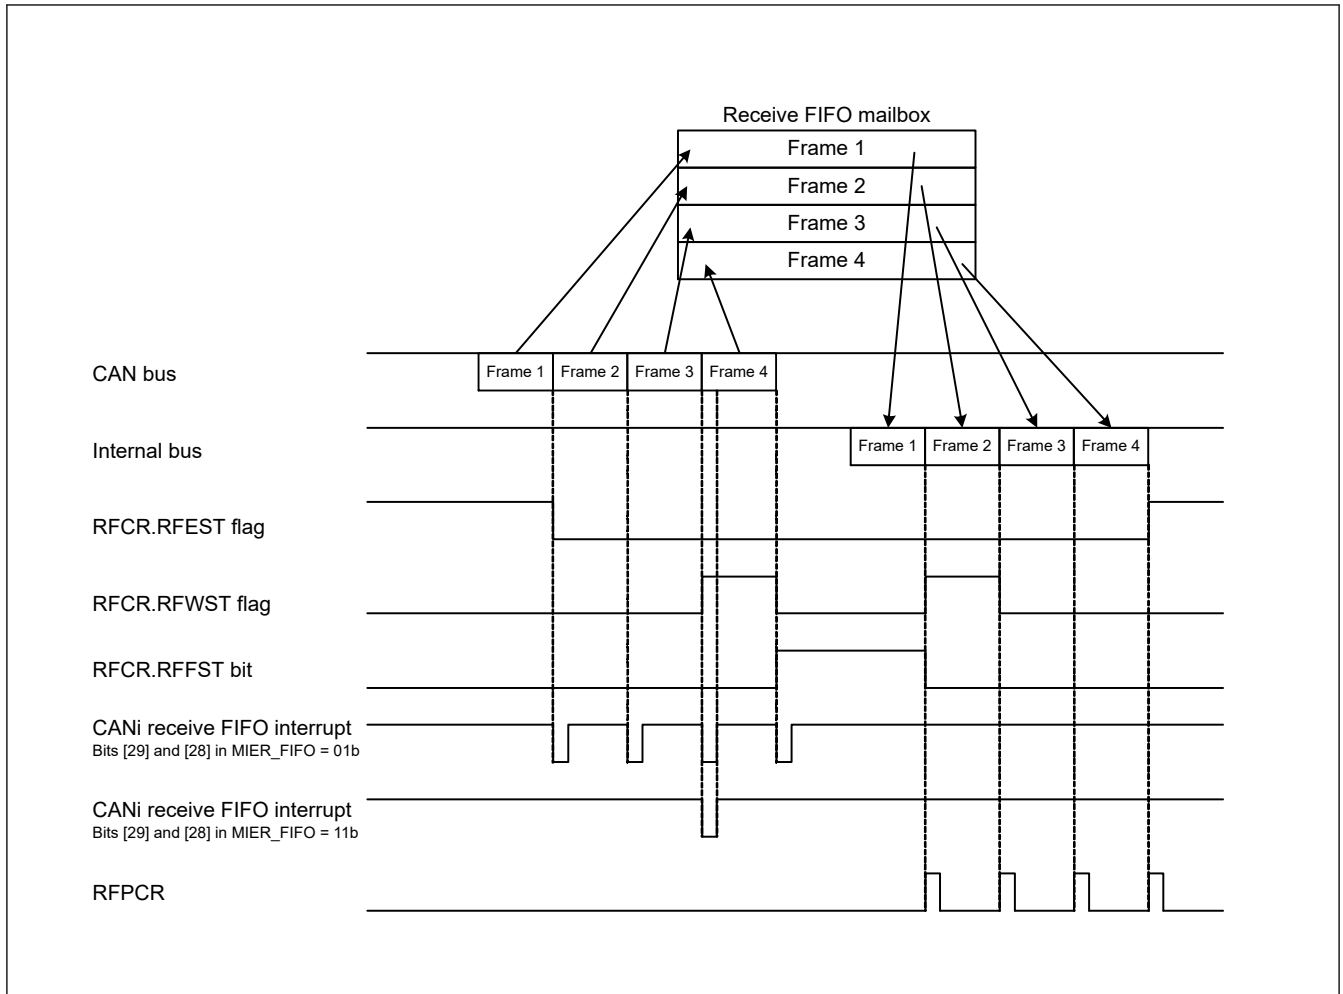 Receive FIFO mailbox
Frame 1
Frame 2
Frame 3
Frame 4
CAN bus
Frame 1 Frame 2 Frame 3 Frame 4
Internal bus
Frame 1 Frame 2 Frame 3 Frame 4
RFCR.RFEST flag
RFCR.RFWST flag
RFCR.RFFST bit
CANi receive FIFO interrupt
Bits [29] and [28] in MIER_FIFO = 01b
CANi receive FIFO interrupt
Bits [29] and [28] in MIER_FIFO = 11b
RFPCR